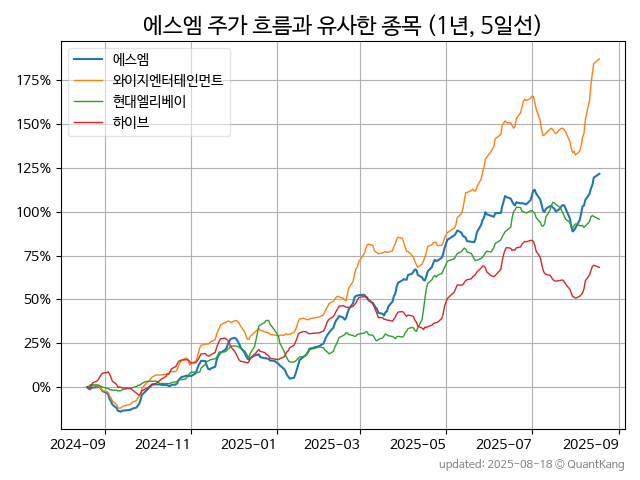 에스엠 주가 흐름과 유사한 종목 (1년, 5일선)
에스엠
와이지엔터테인먼트
현대엘리베이
하이브
175%
150%
125%
100%
75%
50%
25%
0%
2024-09 2024-11 2025-01 2025-03 2025-05 2025-07 2025-09
updated: 2025-08-18 © QuantKang